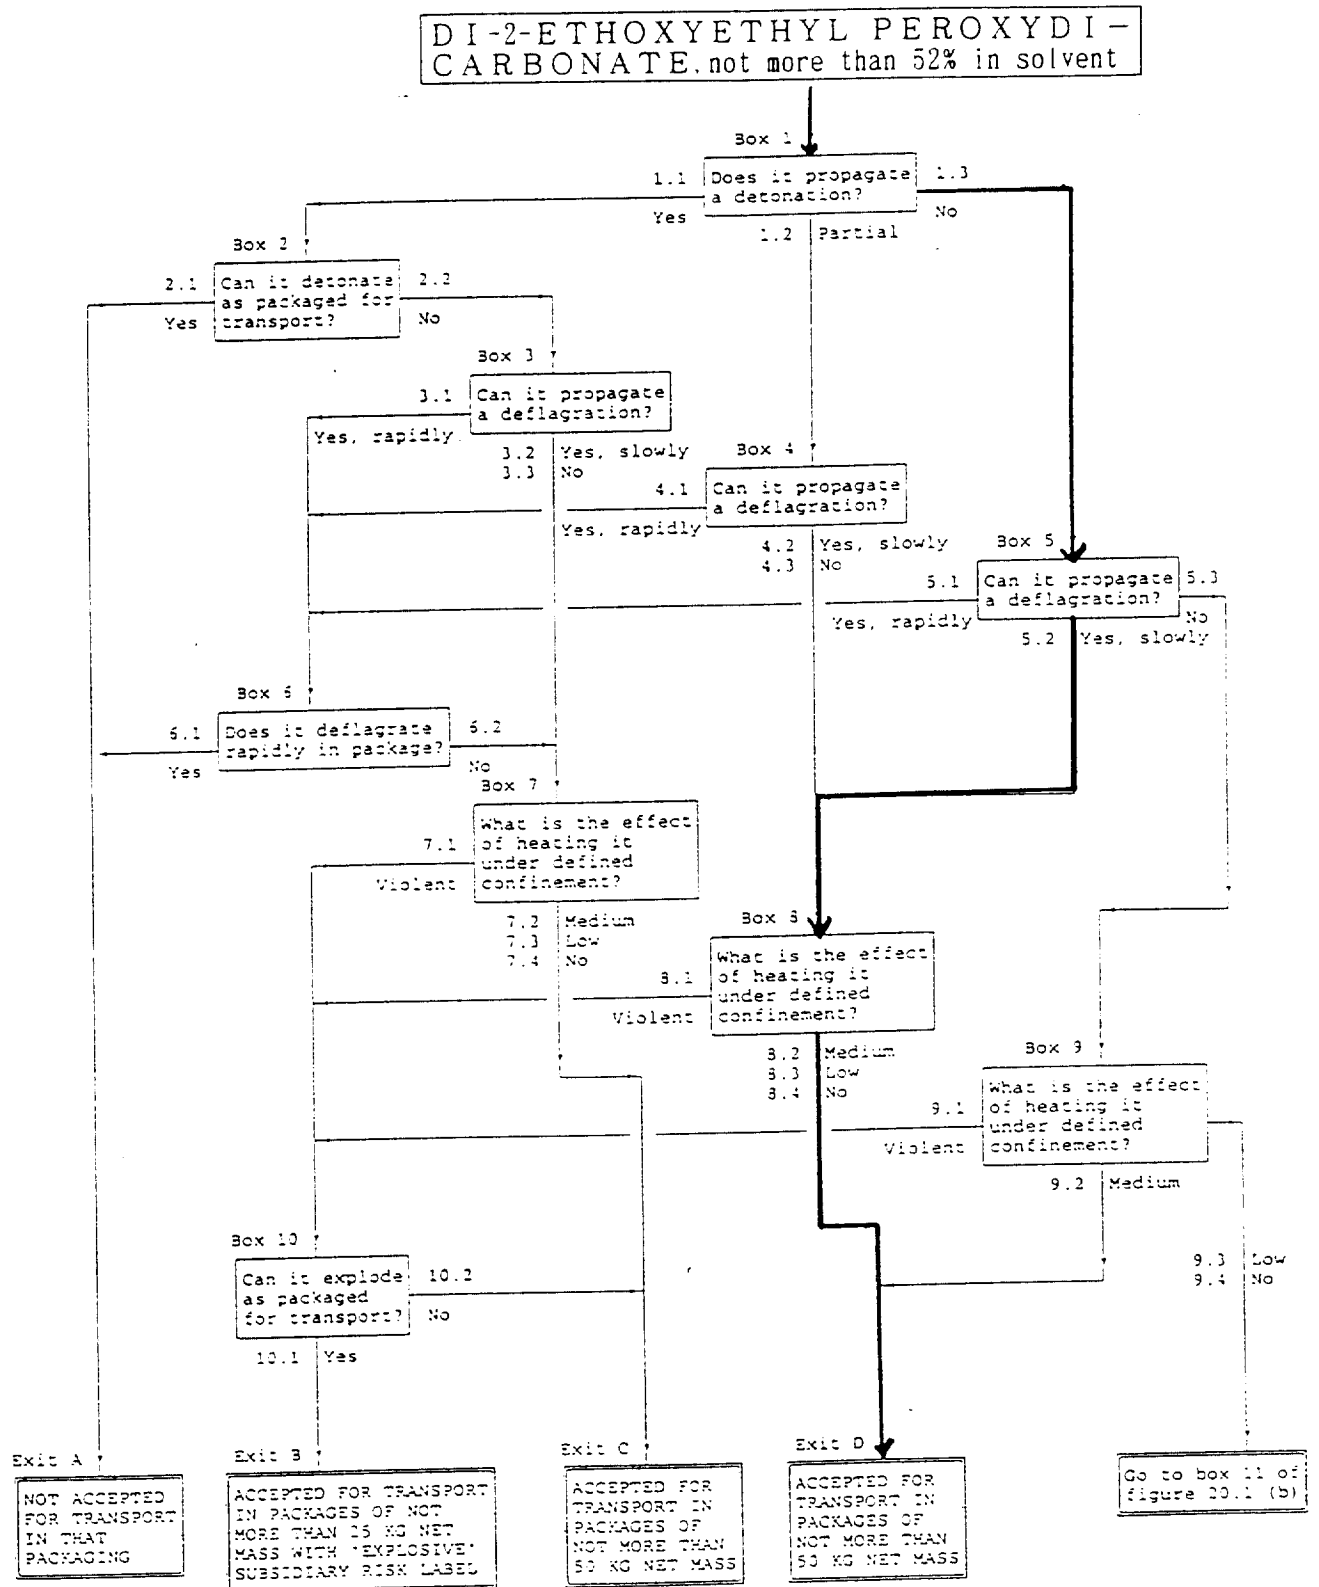 DI-2-ETHOXYETHYL PEROXYDI-
CARBONATE, not more than 52% in solvent
Box 1
Does it propagate
a detonation?
1.1
Yes
1.3
No
1.2 Partial
Box 2
Can it detonate
as packaged for
transport?
2.1
Yes
2.2
No
Box 3
Can it propagate
a deflagration?
3.1
Yes, rapidly
3.2 Yes, slowly
3.3 No
Box 4
Can it propagate
a deflagration?
4.1
Yes, rapidly
4.2 Yes, slowly
4.3 No
Box 5
Can it propagate
a deflagration?
5.1
Yes, rapidly
5.3
No
5.2 Yes, slowly
Box 6
Does it deflagrate
rapidly in package?
6.1
Yes
6.2
No
Box 7
What is the effect
of heating it
under defined
confinement?
7.1
Violent
7.2 Medium
7.3 Low
7.4 No
Box 8
What is the effect
of heating it
under defined
confinement?
8.1
Violent
8.2 Medium
8.3 Low
8.4 No
Box 9
What is the effect
of heating it
under defined
confinement?
9.1
Violent
9.2 Medium
9.3 Low
9.4 No
Box 10
Can it explode
as packaged
for transport?
10.2
No
10.1 Yes
Exit A
NOT ACCEPTED
FOR TRANSPORT
IN THAT
PACKAGING
Exit B
ACCEPTED FOR TRANSPORT
IN PACKAGES OF NOT
MORE THAN 25 KG NET
MASS WITH "EXPLOSIVE"
SUBSIDIARY RISK LABEL
Exit C
ACCEPTED FOR
TRANSPORT IN
PACKAGES OF
NOT MORE THAN
50 KG NET MASS
Exit D
ACCEPTED FOR
TRANSPORT IN
PACKAGES OF
NOT MORE THAN
50 KG NET MASS
Go to box 11 of
figure 20.1 (b)